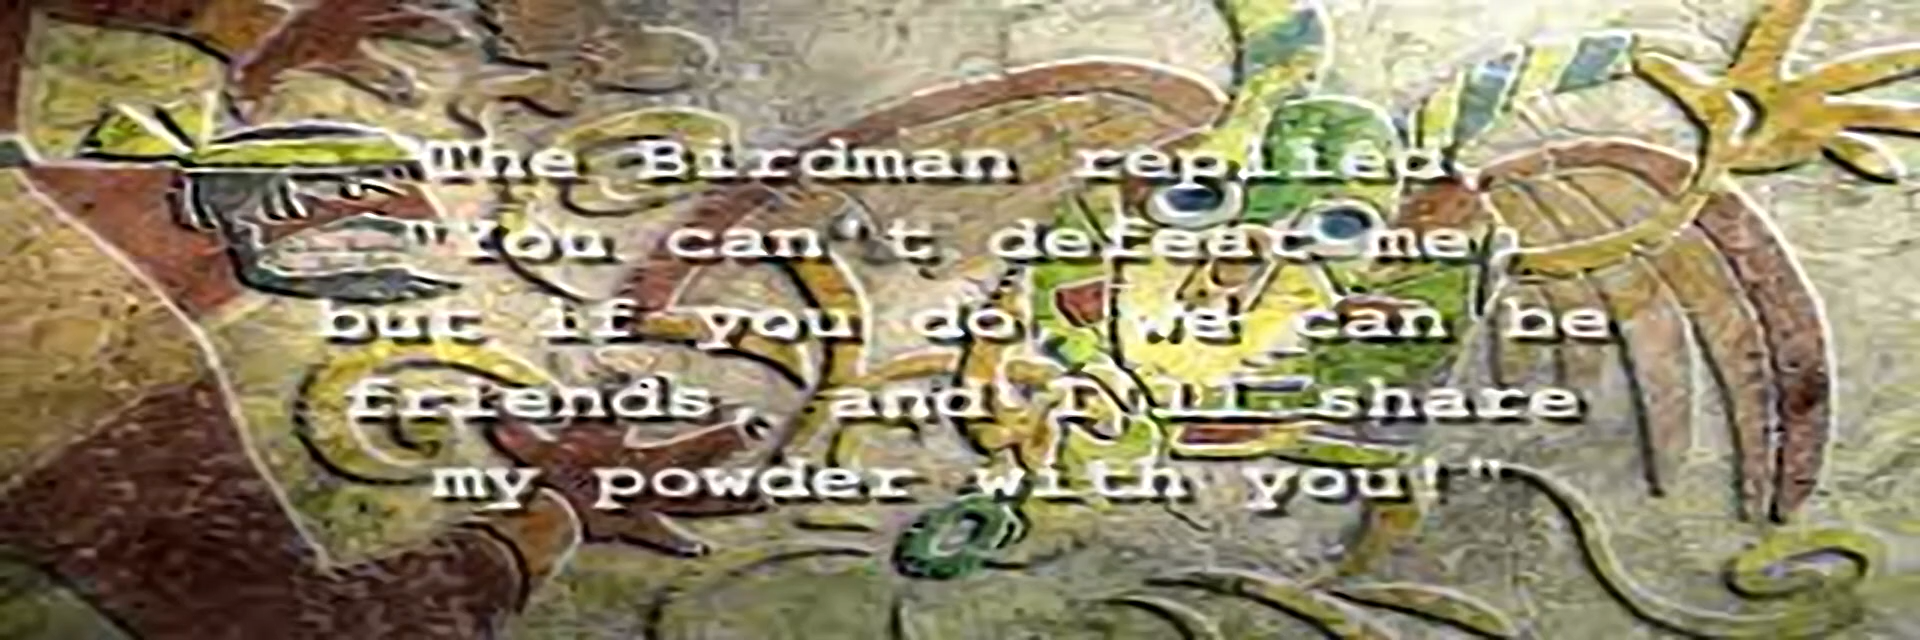 The Birdman replied
"You can't defeat me,
but if you do, we can be
friends, and I'll share
my powder with you!"